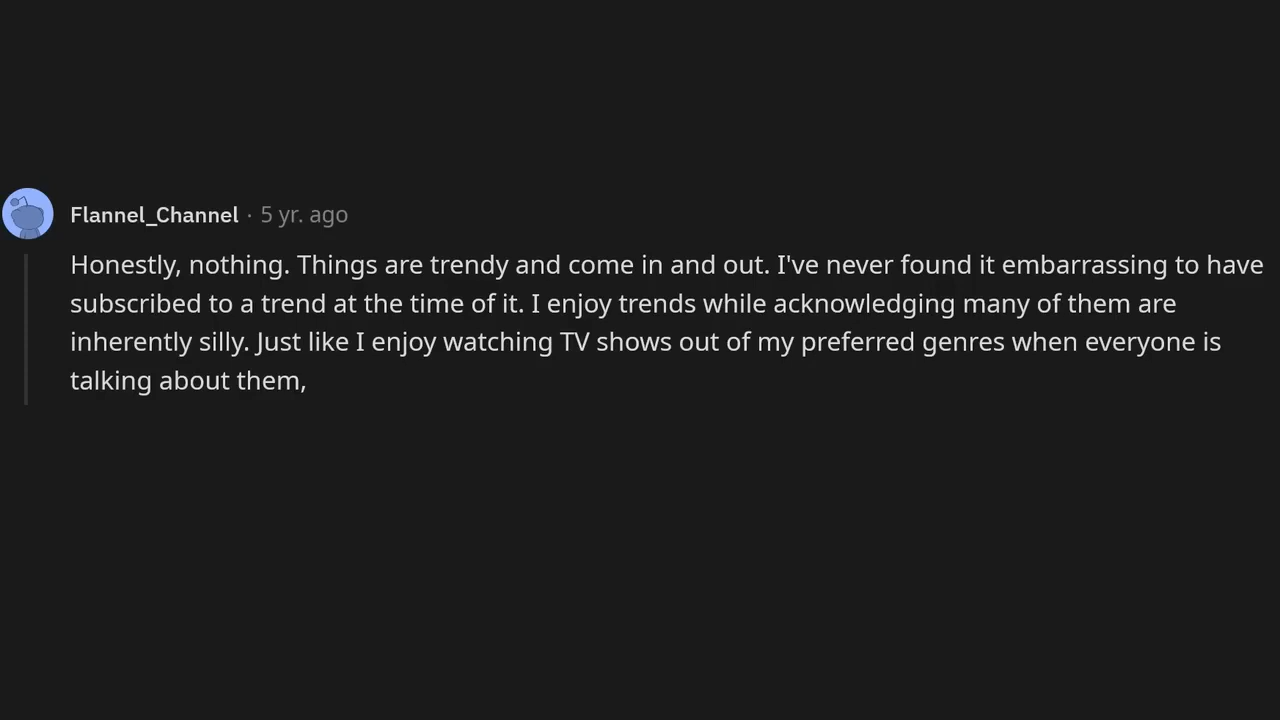 Flannel_Channel · 5 yr. ago
Honestly, nothing. Things are trendy and come in and out. I've never found it embarrassing to have
subscribed to a trend at the time of it. I enjoy trends while acknowledging many of them are
inherently silly. Just like I enjoy watching TV shows out of my preferred genres when everyone is
talking about them,